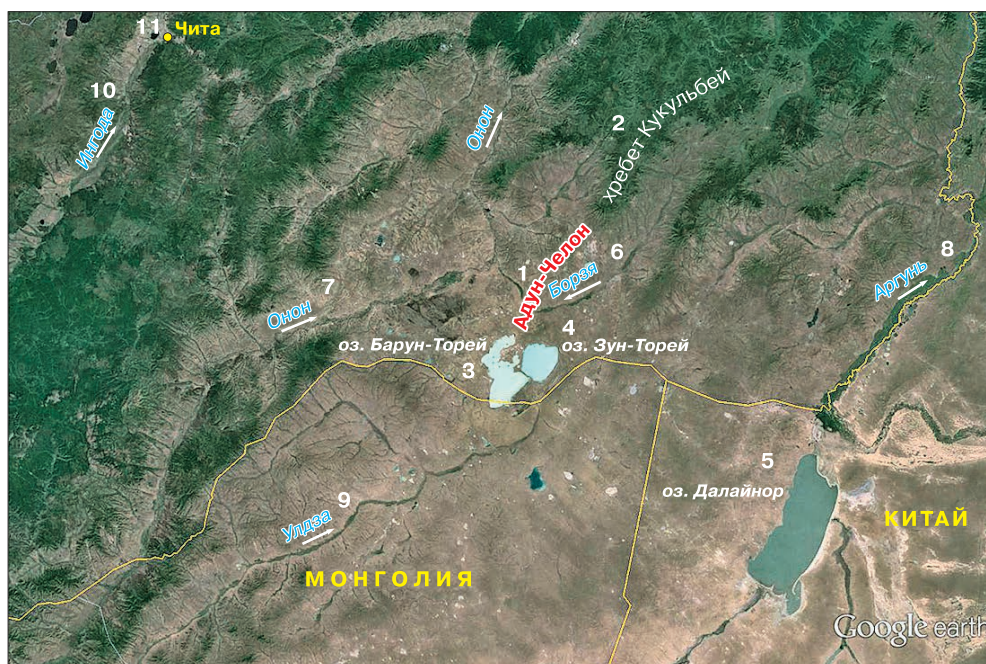 11 Чита
10
Ингода
Онон
2
хребет Кукульбей
1
Адун-Челон
6
Борзя
8
Аргунь
7
Онон
4
оз. Барун-Торей
оз. Зун-Торей
3
5
оз. Далайнор
9
Улдза
КИТАЙ
МОНГОЛИЯ
Google earth